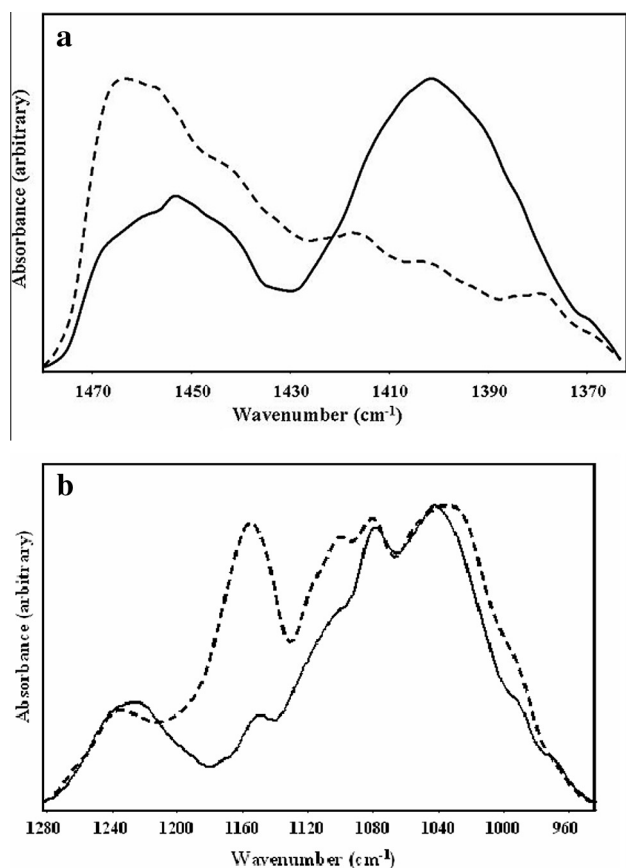 a
Absorbance (arbitrary)
1470 1450 1430 1410 1390 1370
Wavenumber (cm-1)
b
Absorbance (arbitrary)
1280 1240 1200 1160 1120 1080 1040 1000 960
Wavenumber (cm-1)